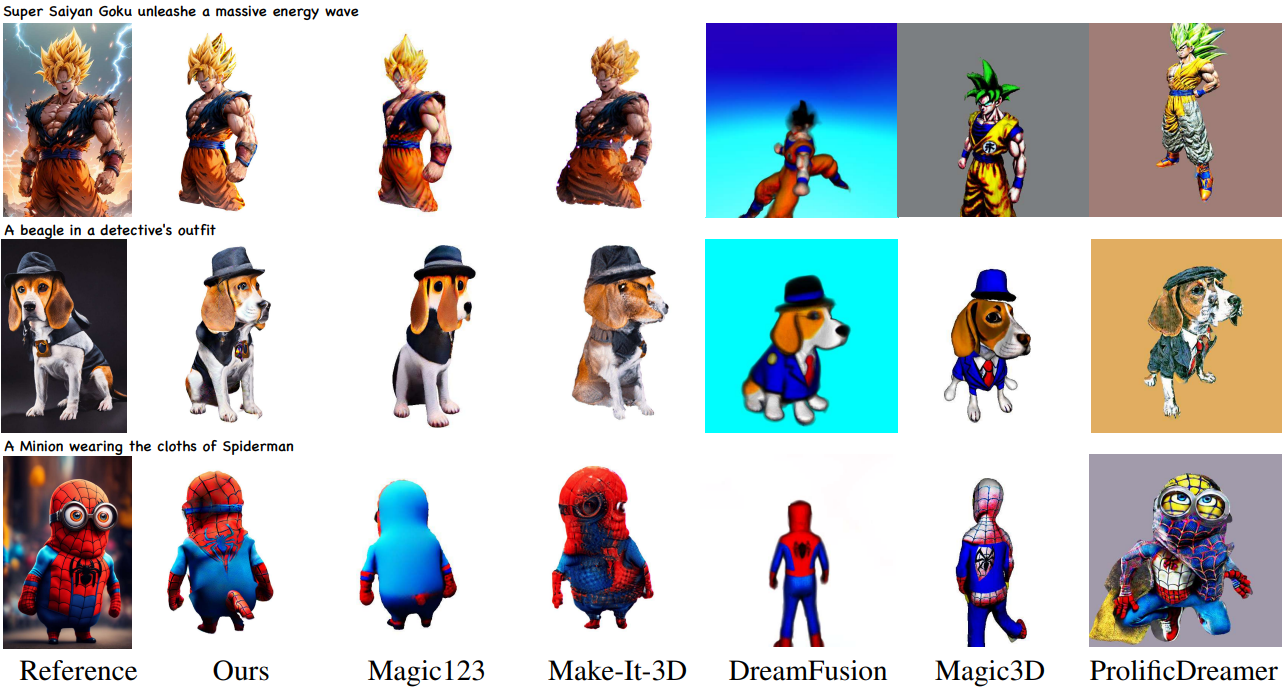 Super Saiyan Goku unleashe a massive energy wave
A beagle in a detective's outfit
A Minion wearing the cloths of Spiderman
Reference Ours Magic123 Make-It-3D DreamFusion Magic3D ProlificDreamer